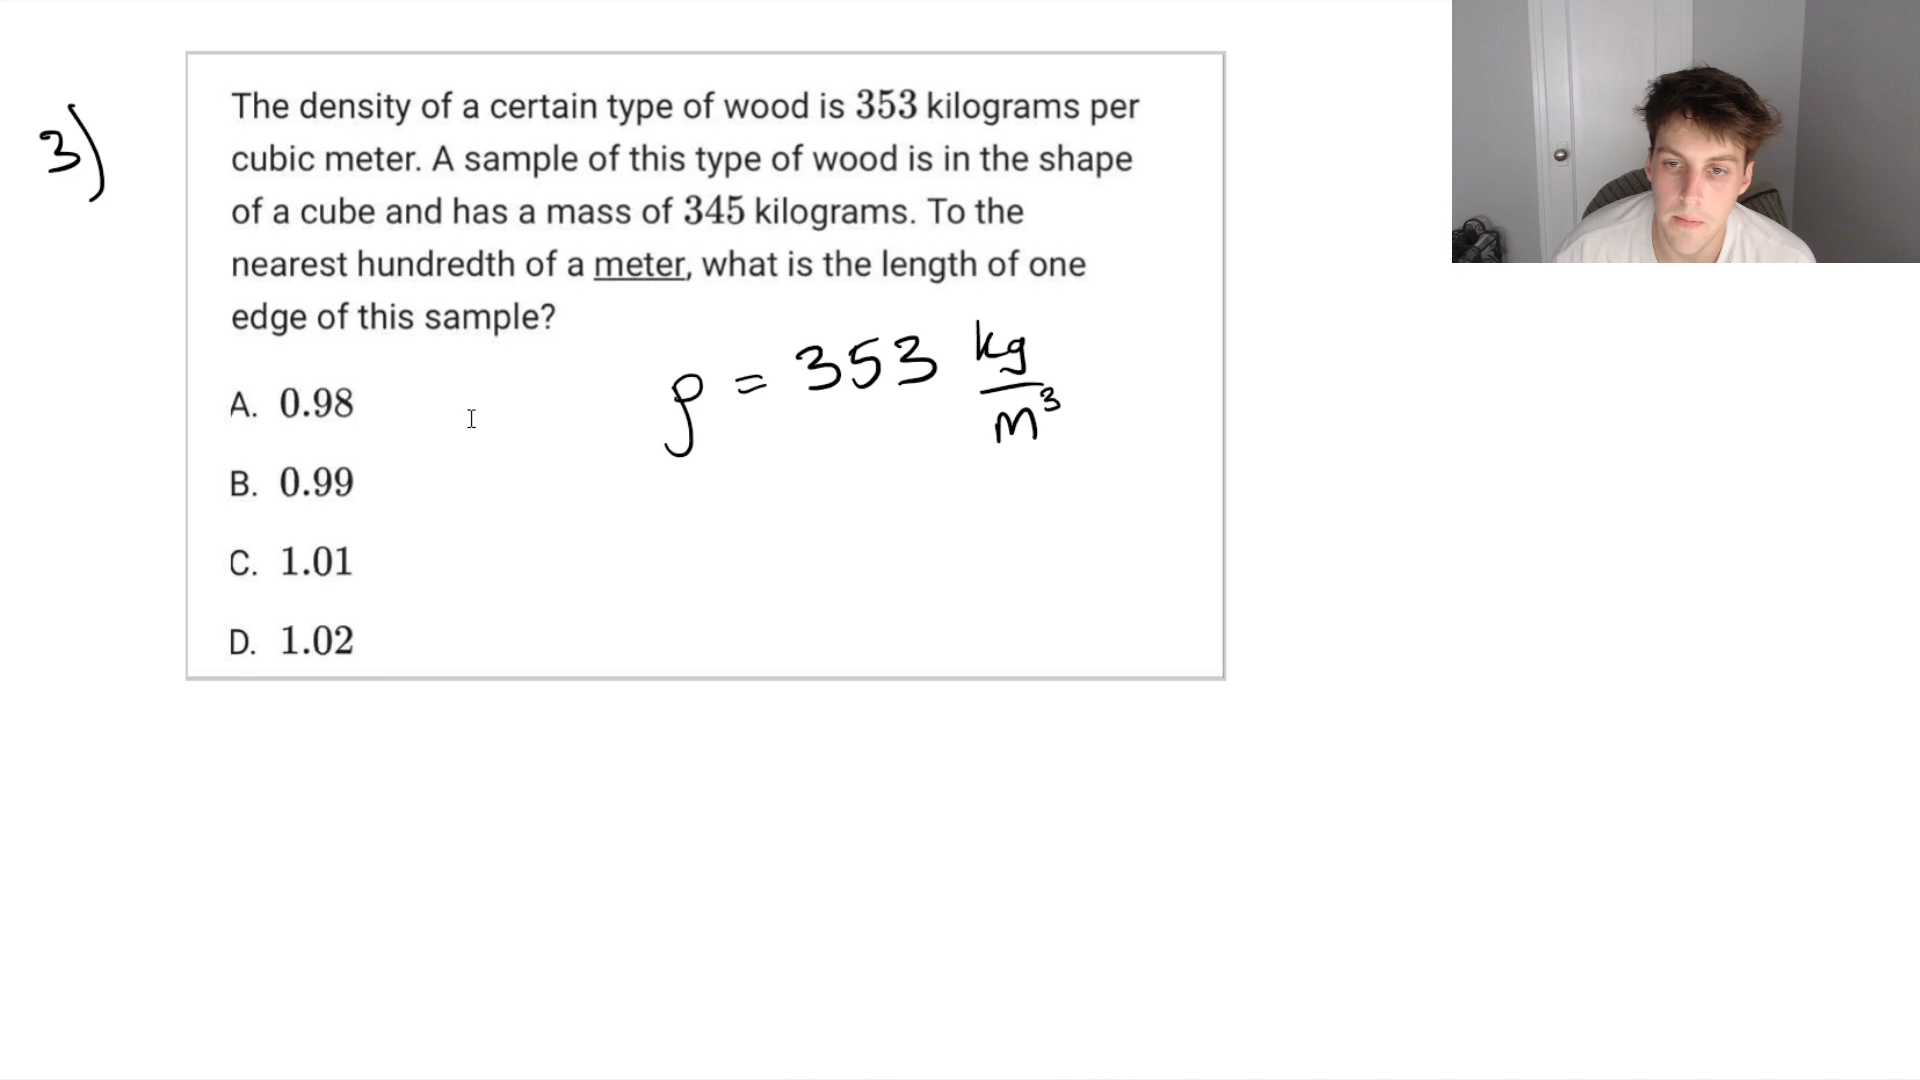 3)
The density of a certain type of wood is 353 kilograms per
cubic meter. A sample of this type of wood is in the shape
of a cube and has a mass of 345 kilograms. To the
nearest hundredth of a meter, what is the length of one
edge of this sample?
ρ = 353 kg/m³
A. 0.98
B. 0.99
C. 1.01
D. 1.02